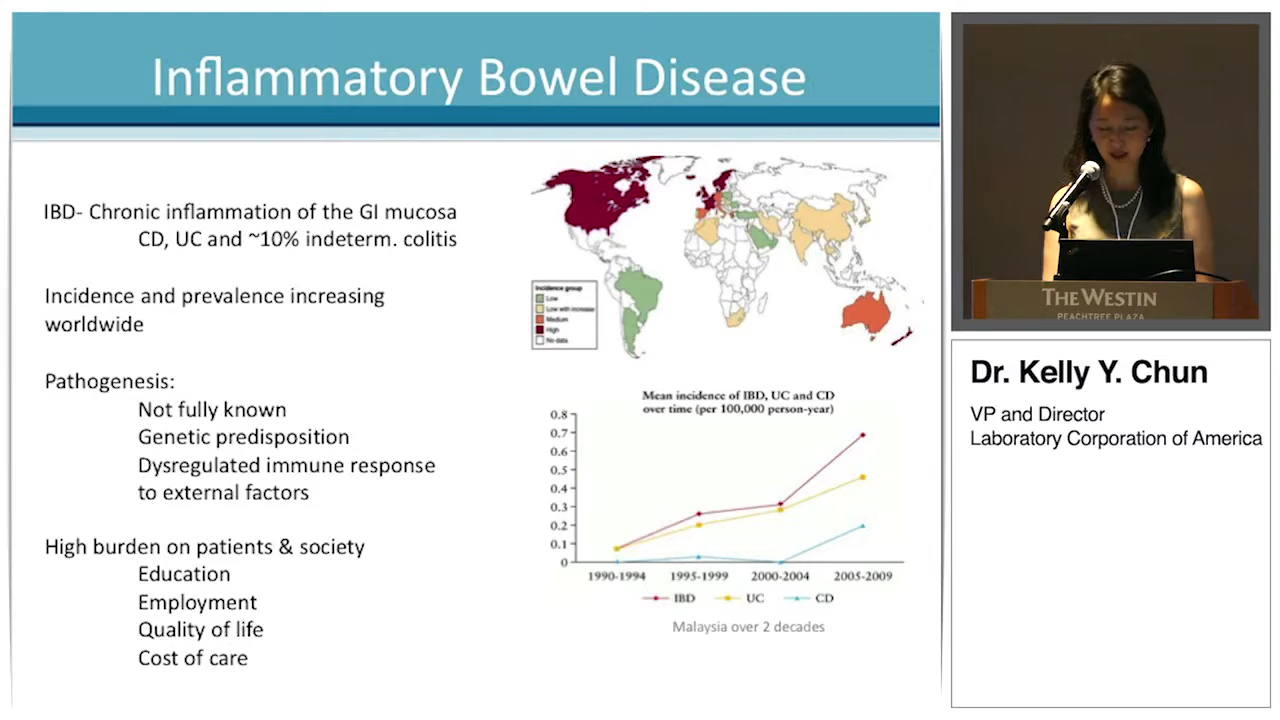 Inflammatory Bowel Disease
IBD- Chronic inflammation of the GI mucosa
CD, UC and ~10% indeterm. colitis
Incidence and prevalence increasing
worldwide
Pathogenesis:
Not fully known
Genetic predisposition
Dysregulated immune response
to external factors
High burden on patients & society
Education
Employment
Quality of life
Cost of care
Incidence group
Low
Low with increase
Medium
High
No data
Mean incidence of IBD, UC and CD
over time (per 100,000 person-year)
0.8
0.7
0.6
0.5
0.4
0.3
0.2
0.1
0
1990-1994 1995-1999 2000-2004 2005-2009
IBD UC CD
Malaysia over 2 decades
THE WESTIN
PEACHTREE PLAZA
Dr. Kelly Y. Chun
VP and Director
Laboratory Corporation of America